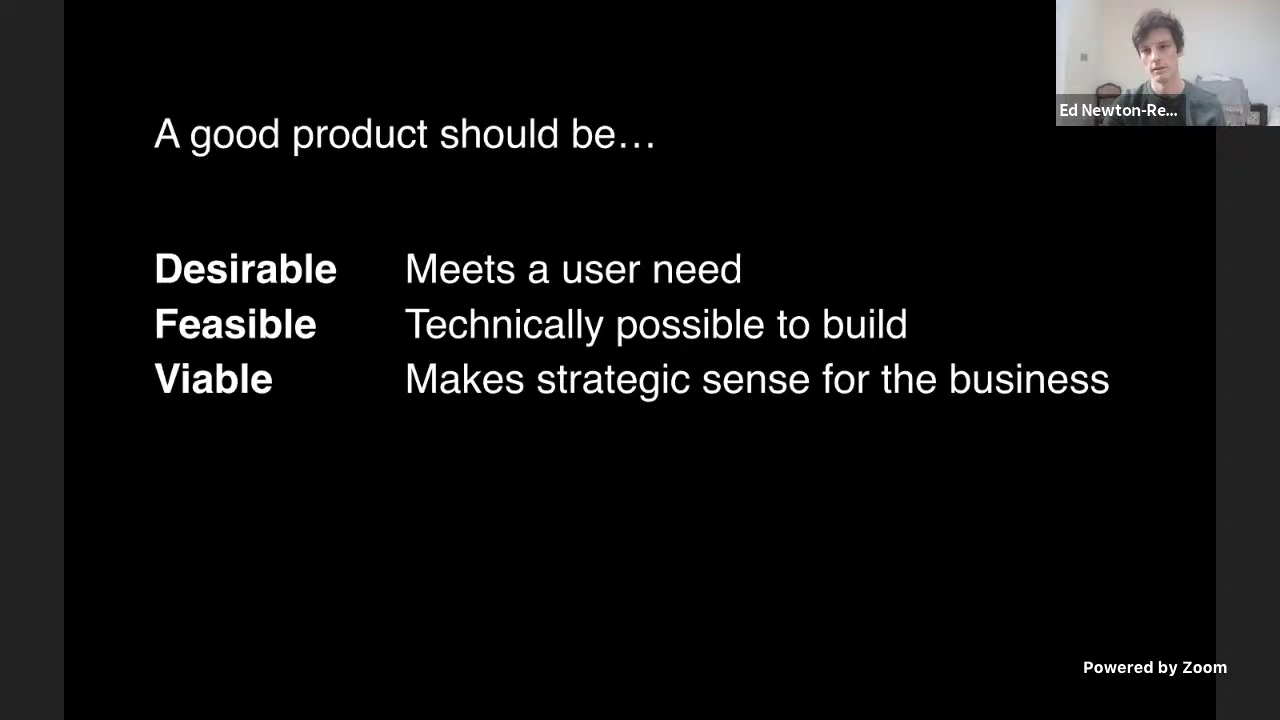 A good product should be…
Desirable Meets a user need
Feasible Technically possible to build
Viable Makes strategic sense for the business
Ed Newton-Re...
Powered by Zoom